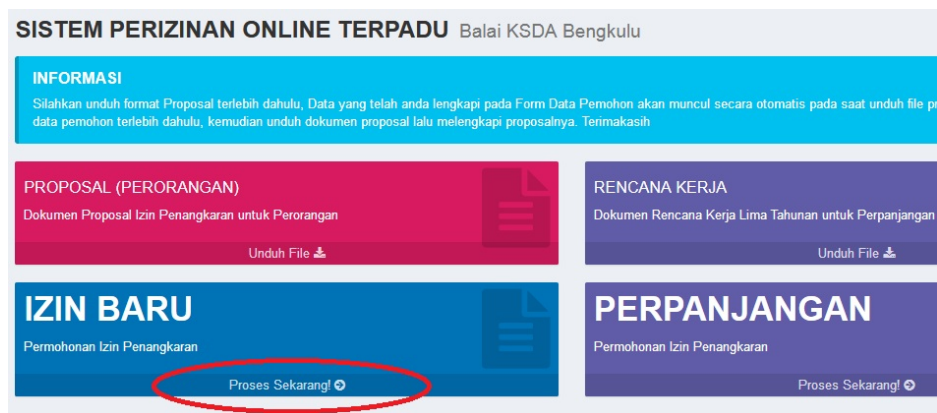 SISTEM PERIZINAN ONLINE TERPADU Balai KSDA Bengkulu
INFORMASI
Silahkan unduh format Proposal terlebih dahulu, Data yang telah anda lengkapi pada Form Data Pemohon akan muncul secara otomatis pada saat unduh file
data pemohon terlebih dahulu, kemudian unduh dokumen proposal lalu melengkapi proposalnya. Terimakasih
PROPOSAL (PERORANGAN)
Dokumen Proposal Izin Penangkaran untuk Perorangan
Unduh File
RENCANA KERJA
Dokumen Rencana Kerja Lima Tahunan untuk Perpanjangan
Unduh File
IZIN BARU
Permohonan Izin Penangkaran
Proses Sekarang!
PERPANJANGAN
Permohonan Izin Penangkaran
Proses Sekarang!